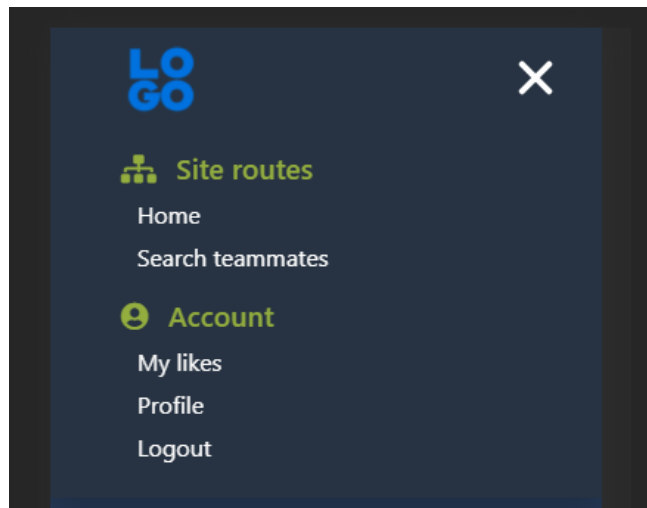 LO
GO
Site routes
Home
Search teammates
Account
My likes
Profile
Logout